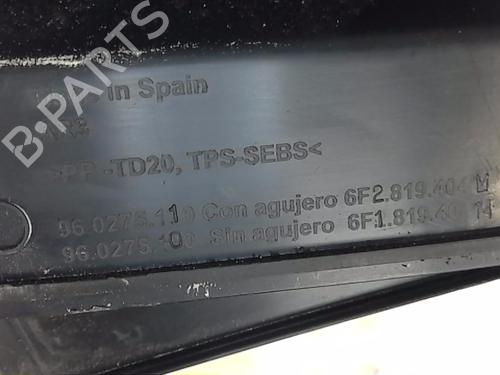 B-Parts
in Spain
>PP-TD20, TPS-SEBS<
96.0275.110 Con agujero 6F2.819.404 M
96.0275.100 Sin agujero 6F1.819.40